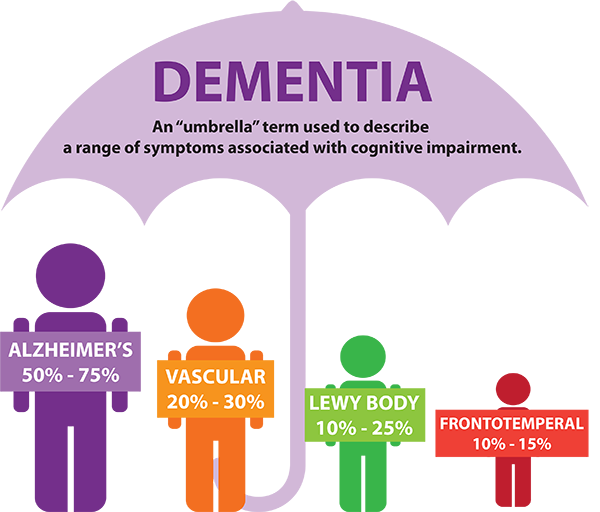 DEMENTIA
An “umbrella” term used to describe
a range of symptoms associated with cognitive impairment.
ALZHEIMER’S
50% - 75%
VASCULAR
20% - 30%
LEWY BODY
10% - 25%
FRONTOTEMPERAL
10% - 15%